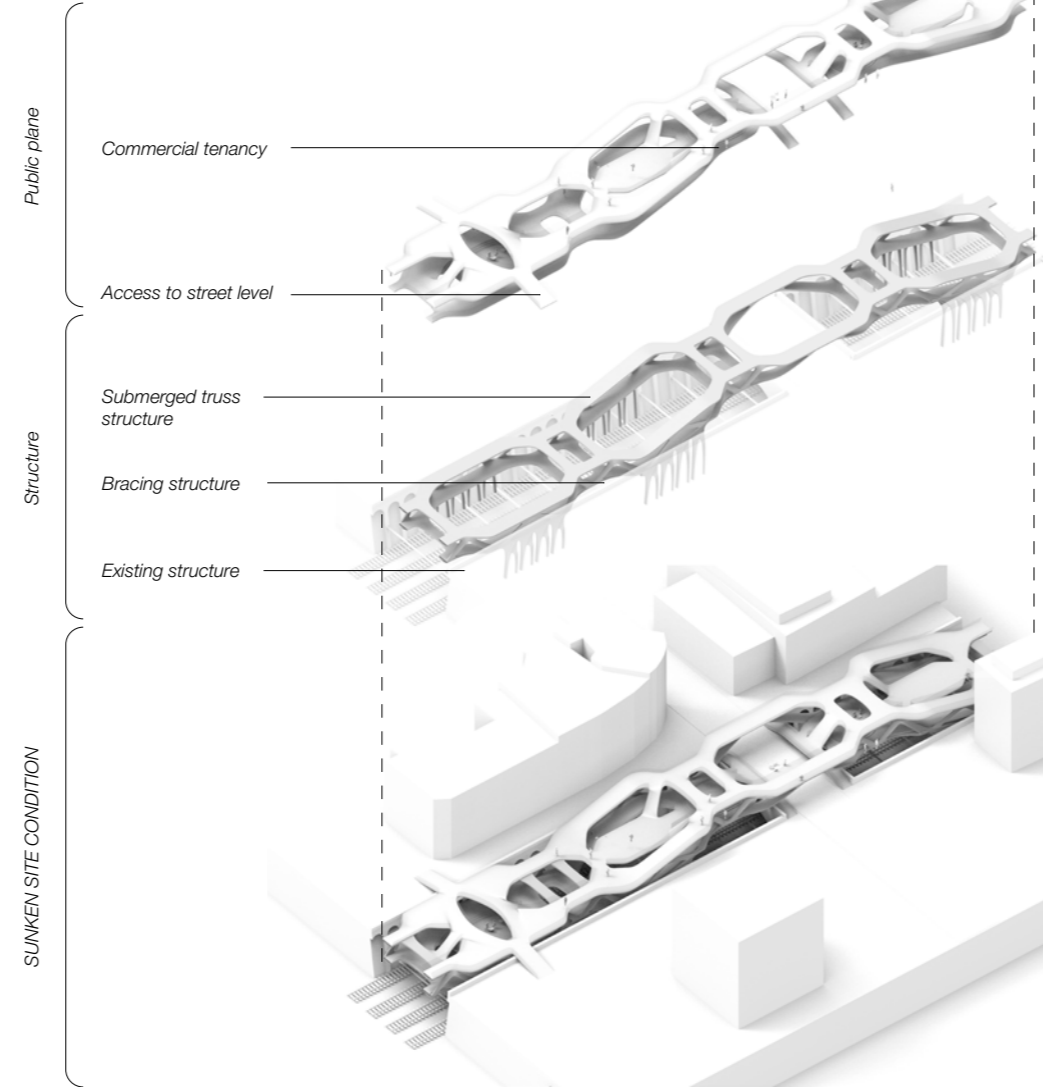 Public plane
Commercial tenancy
Access to street level
Structure
Submerged truss
structure
Bracing structure
Existing structure
SUNKEN SITE CONDITION